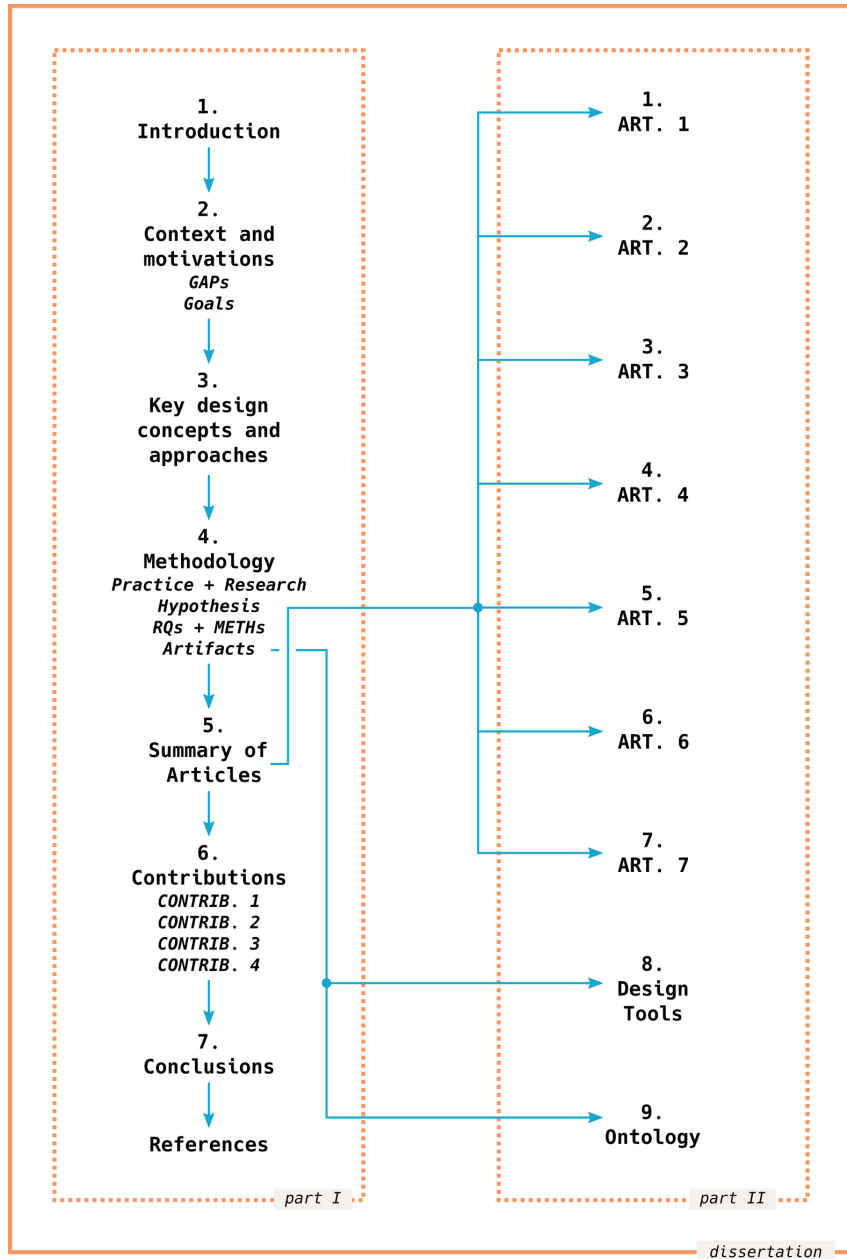 1.
Introduction
2.
Context and
motivations
GAPs
Goals
3.
Key design
concepts and
approaches
4.
Methodology
Practice + Research
Hypothesis
RQs + METHs
Artifacts
5.
Summary of
Articles
6.
Contributions
CONTRIB. 1
CONTRIB. 2
CONTRIB. 3
CONTRIB. 4
7.
Conclusions
References
part I
1.
ART. 1
2.
ART. 2
3.
ART. 3
4.
ART. 4
5.
ART. 5
6.
ART. 6
7.
ART. 7
8.
Design
Tools
9.
Ontology
part II
dissertation